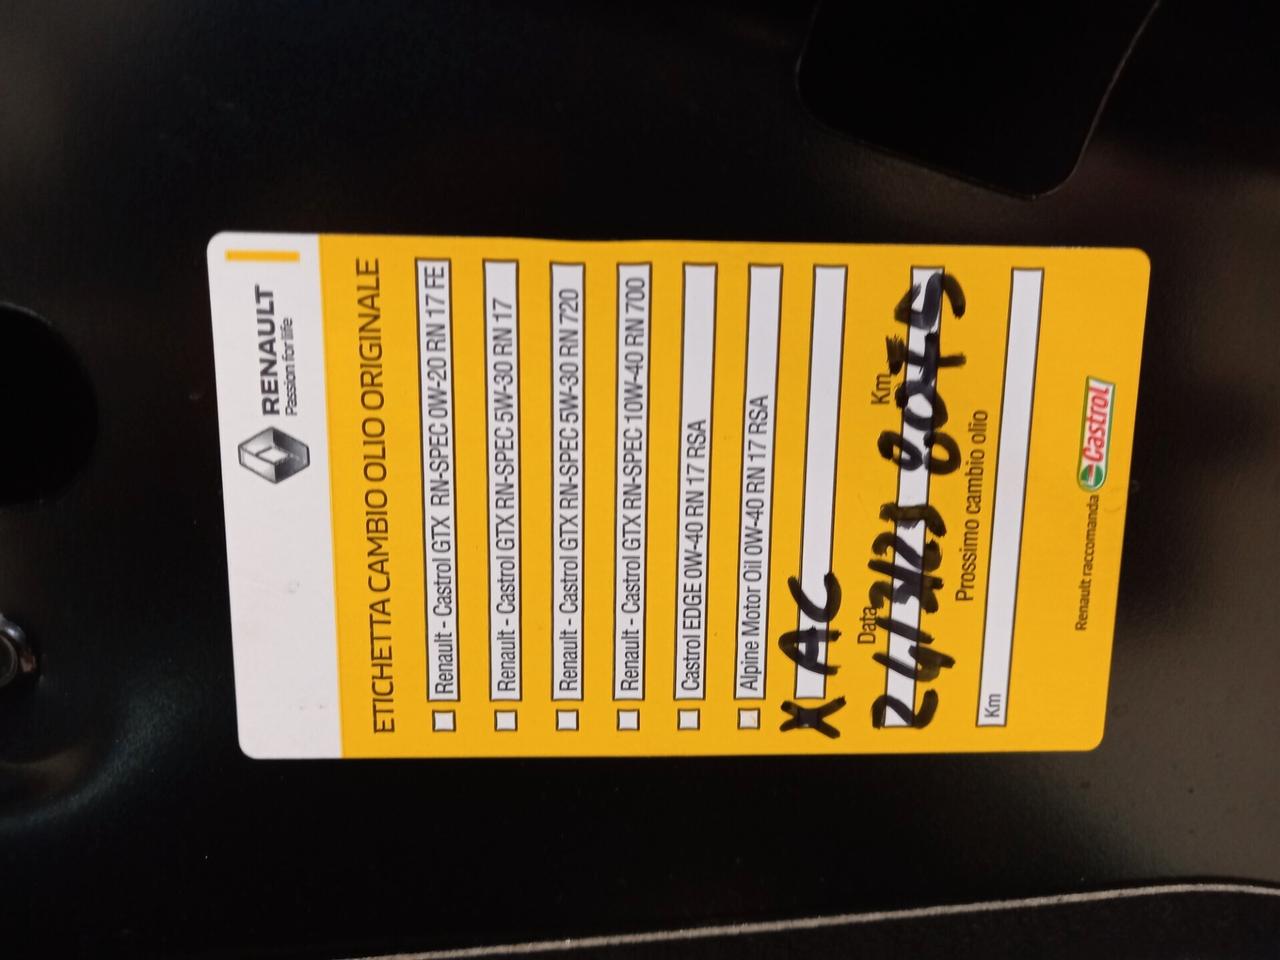 RENAULT
Passion for life
ETICHETTA CAMBIO OLIO ORIGINALE
Renault - Castrol GTX RN-SPEC 0W-20 RN 17 FE
Renault - Castrol GTX RN-SPEC 5W-30 RN 17
Renault - Castrol GTX RN-SPEC 5W-30 RN 720
Renault - Castrol GTX RN-SPEC 10W-40 RN 700
Castrol EDGE 0W-40 RN 17 RSA
Alpine Motor Oil 0W-40 RN 17 RSA
X AC
Data Km
Prossimo cambio olio
Km
Renault raccomanda Castrol